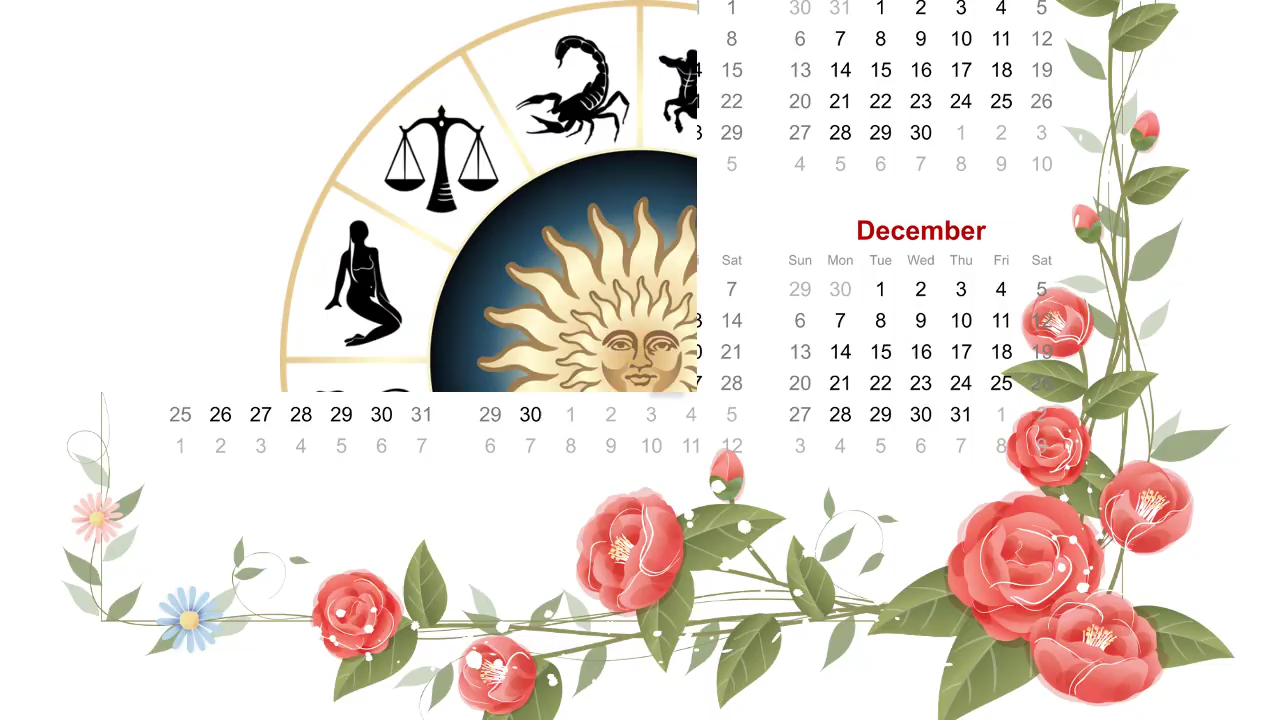 1 30 31 1 2 3 4 5
8 6 7 8 9 10 11 12
15 13 14 15 16 17 18 19
22 20 21 22 23 24 25 26
29 27 28 29 30 1 2 3
5 4 5 6 7 8 9 10
December
Sat Sun Mon Tue Wed Thu Fri Sat
7 29 30 1 2 3 4 5
14 6 7 8 9 10 11 12
21 13 14 15 16 17 18 19
28 20 21 22 23 24 25 26
25 26 27 28 29 30 31 29 30 1 2 3 4 5 27 28 29 30 31 1 2
1 2 3 4 5 6 7 6 7 8 9 10 11 12 3 4 5 6 7 8 9